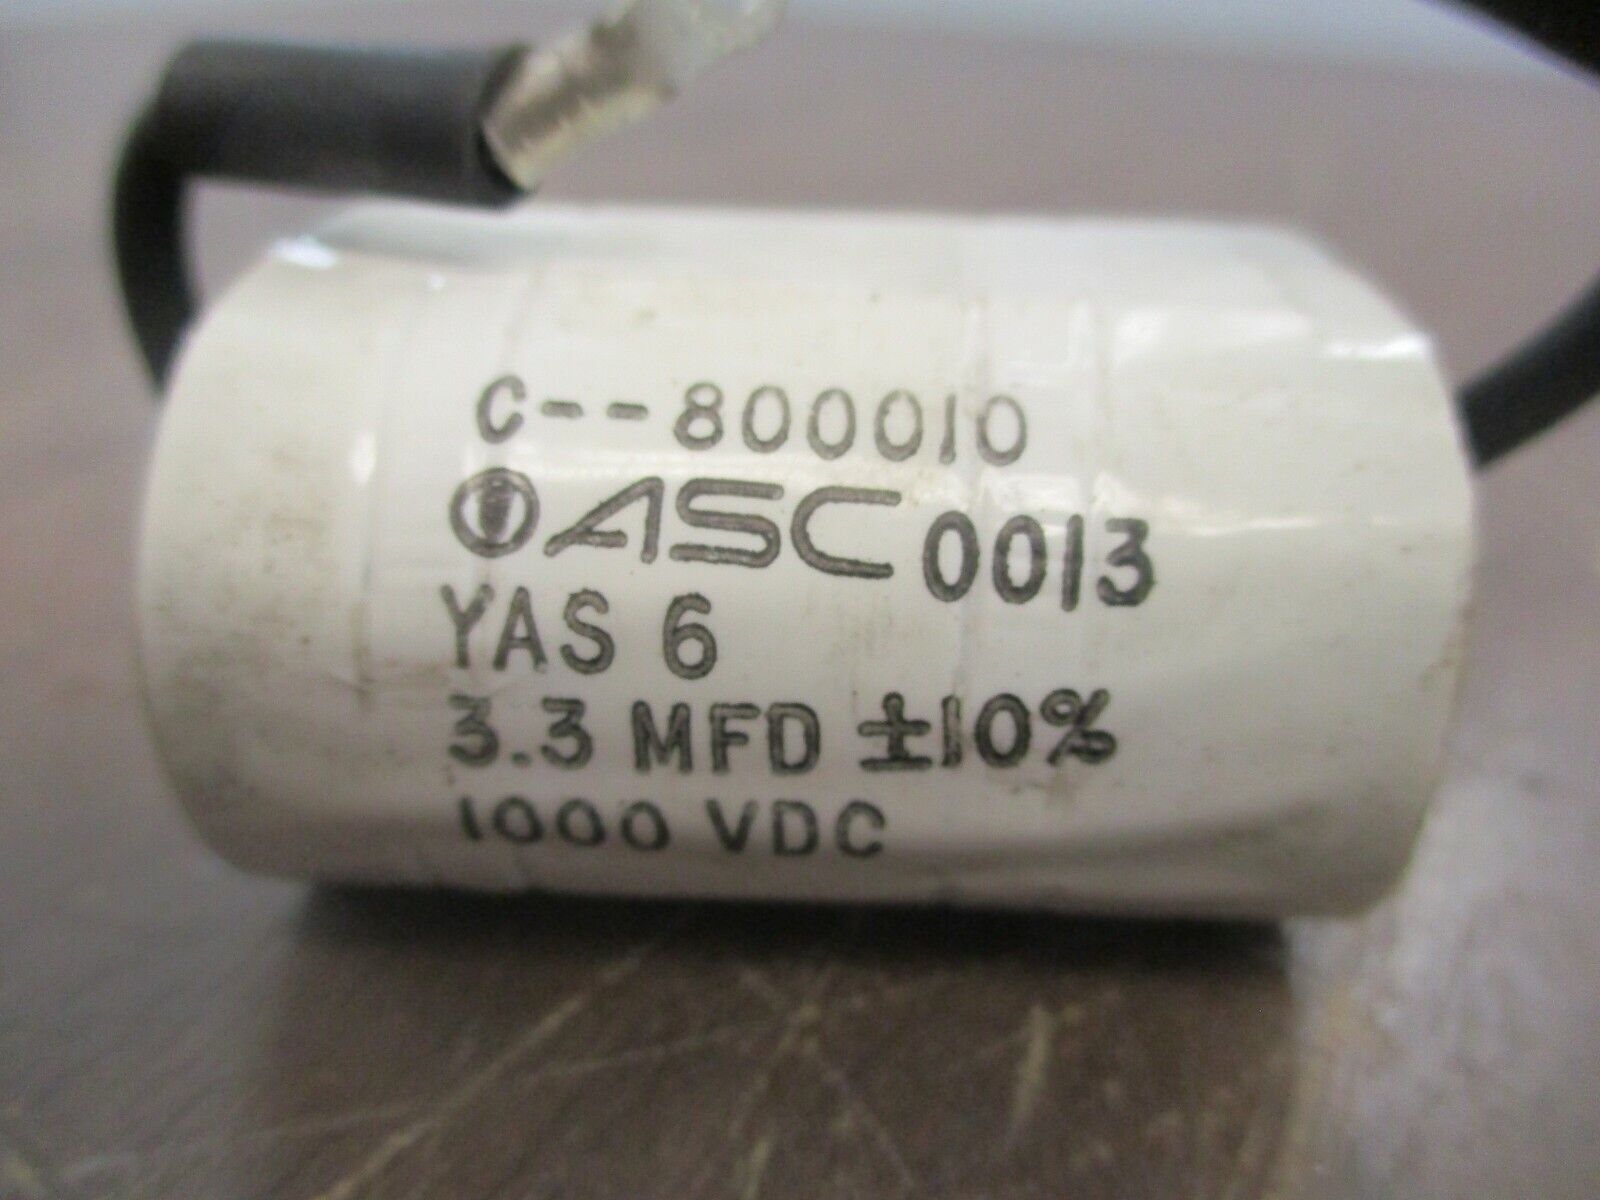 C--800010
ASC 0013
YAS 6
3.3 MFD ±10%
1000 VDC